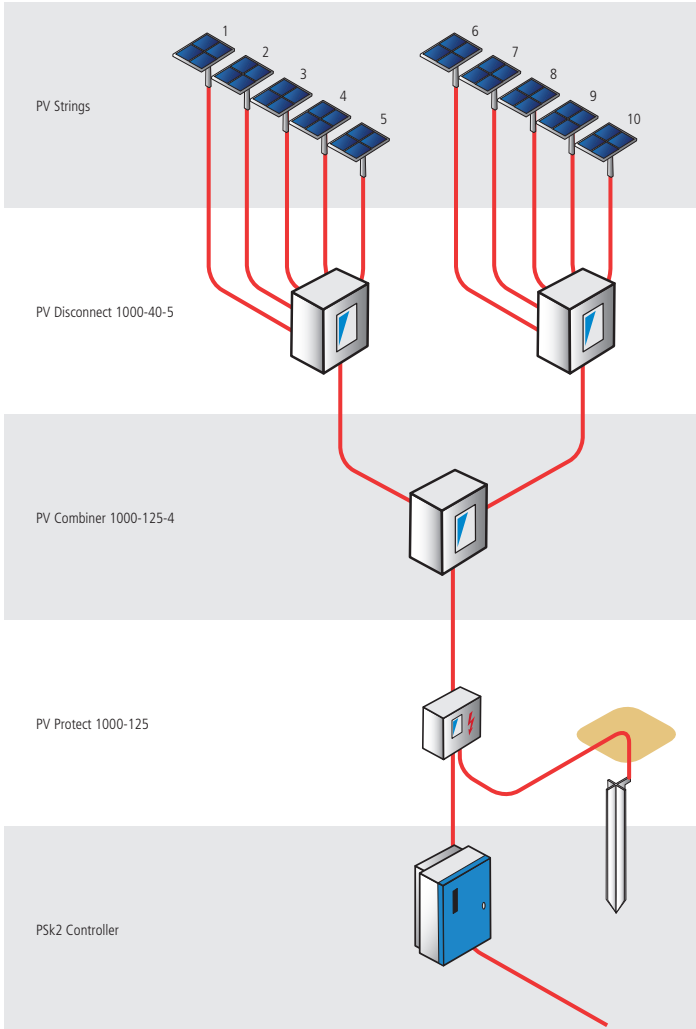 1
2
3
4
5
6
7
8
9
10
PV Strings
PV Disconnect 1000-40-5
PV Combiner 1000-125-4
PV Protect 1000-125
PSk2 Controller